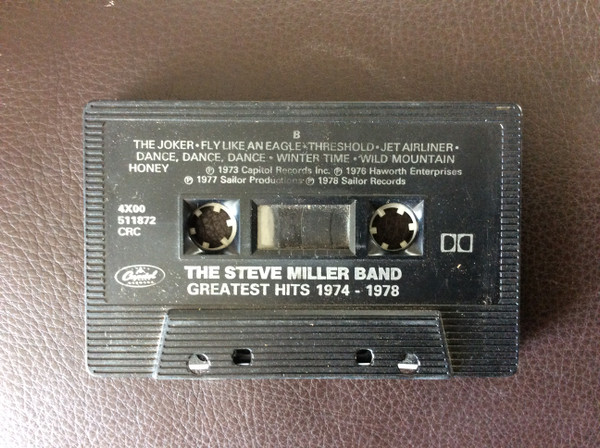 B
THE JOKER • FLY LIKE AN EAGLE • THRESHOLD • JET AIRLINER •
DANCE, DANCE, DANCE • WINTER TIME • WILD MOUNTAIN
HONEY ℗ 1973 Capitol Records Inc. ℗ 1976 Haworth Enterprises
℗ 1977 Sailor Productions ℗ 1978 Sailor Records
4X00
511872
CRC
Capitol
THE STEVE MILLER BAND
GREATEST HITS 1974 - 1978